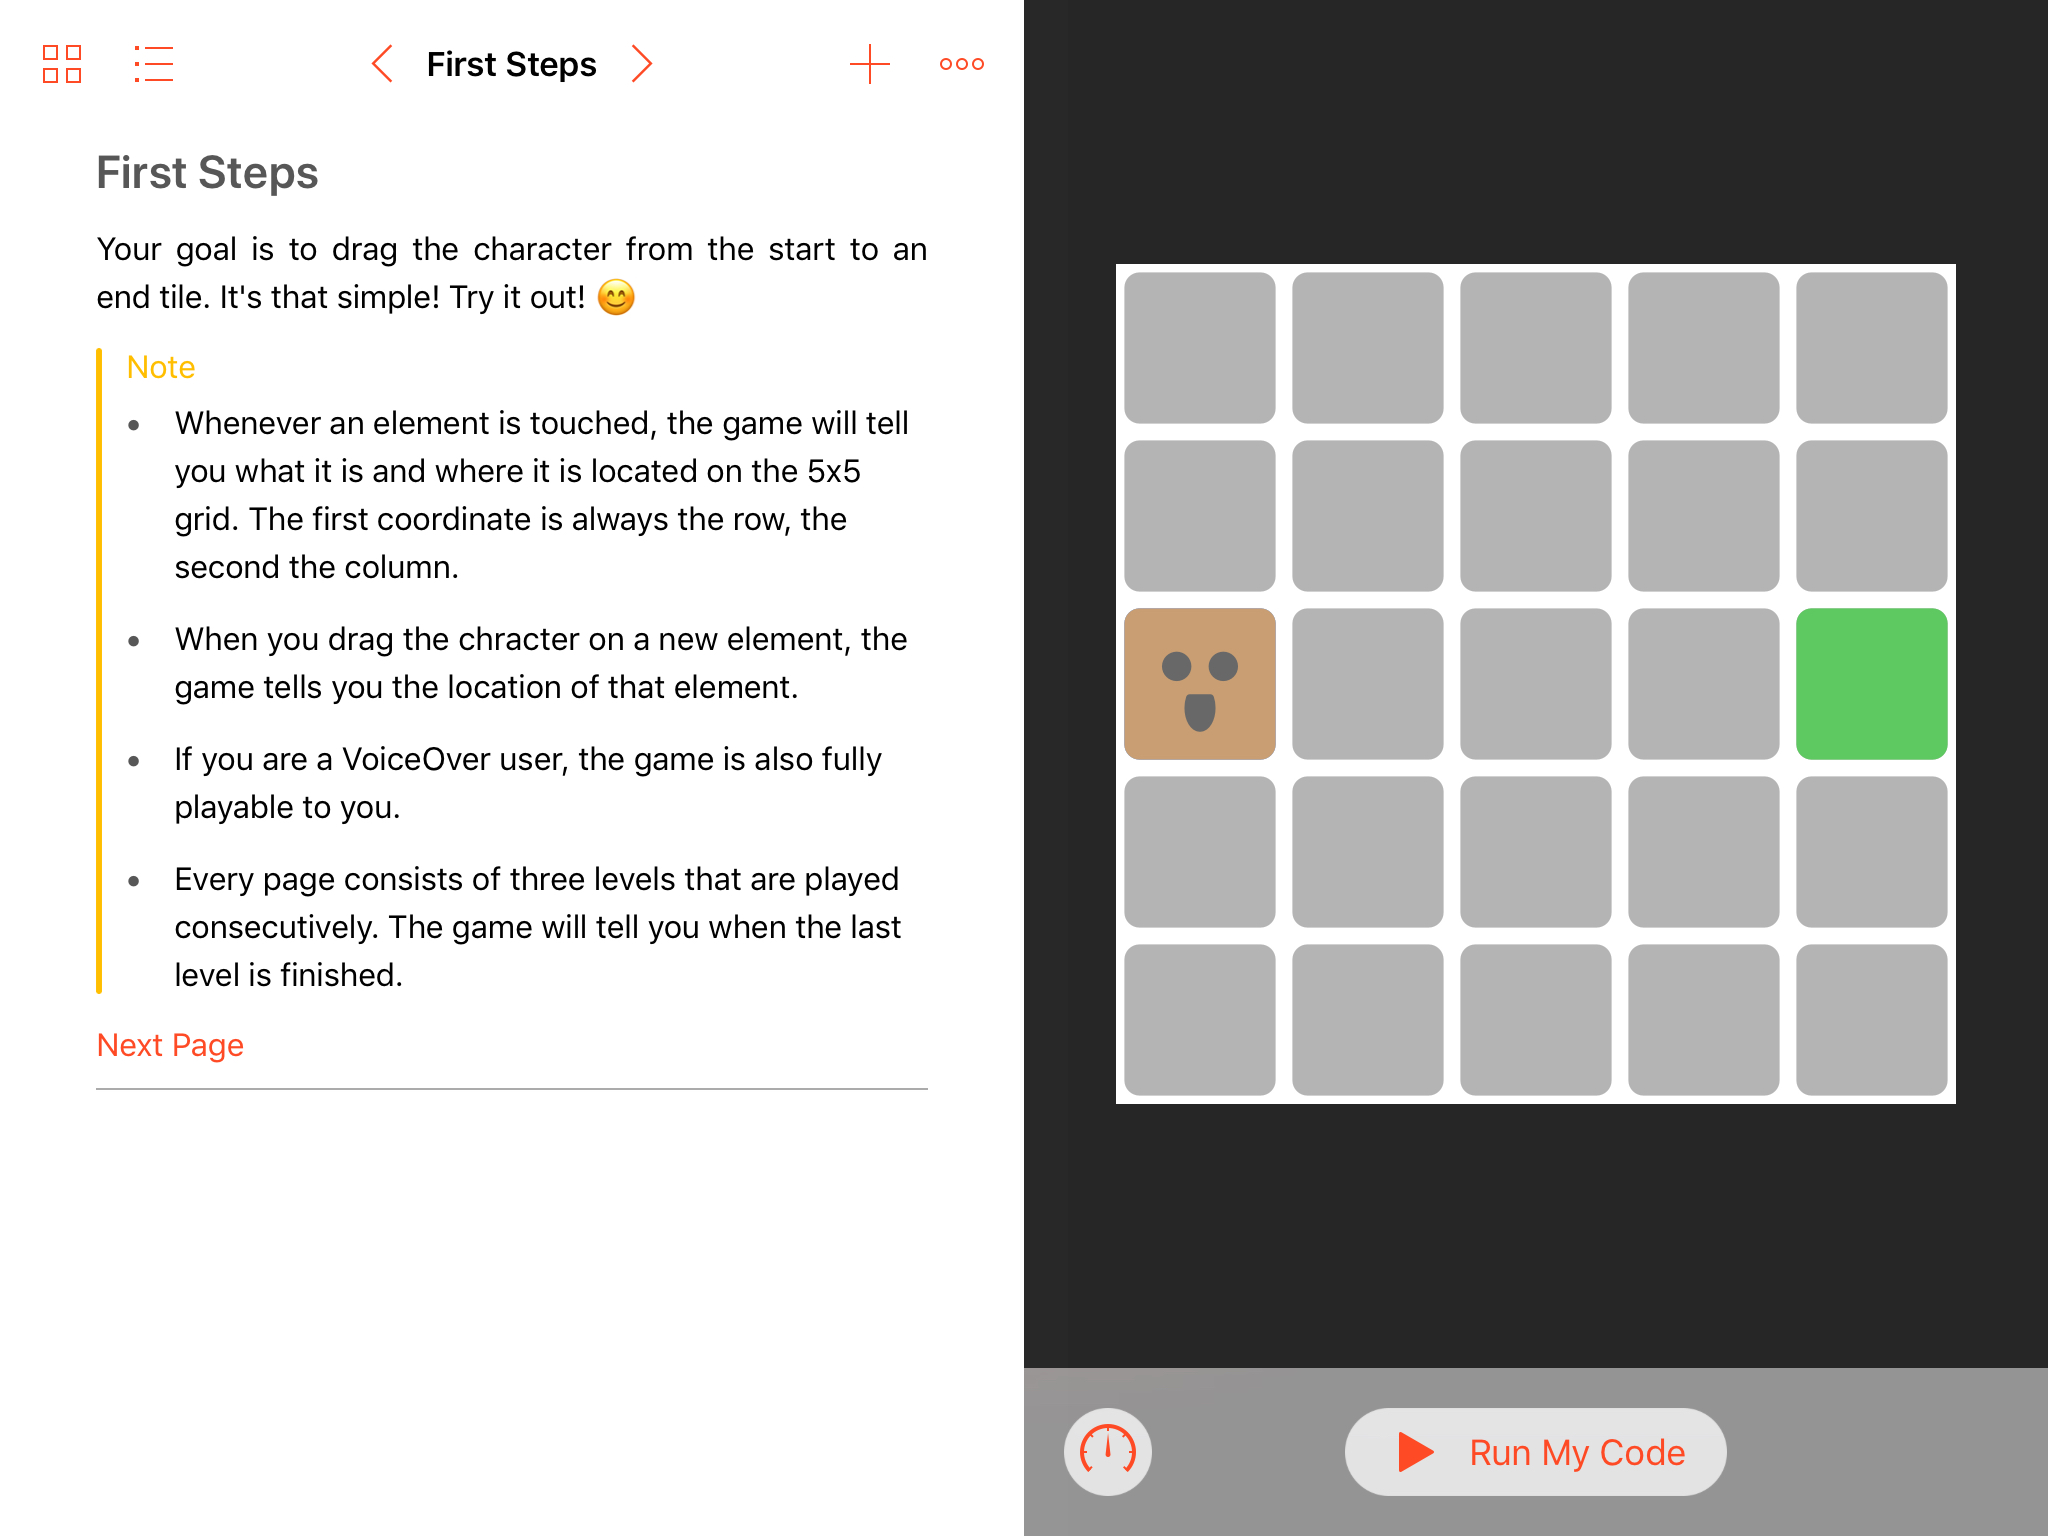 First Steps
First Steps
Your goal is to drag the character from the start to an
end tile. It's that simple! Try it out! 😊
Note
• Whenever an element is touched, the game will tell
you what it is and where it is located on the 5x5
grid. The first coordinate is always the row, the
second the column.
• When you drag the chracter on a new element, the
game tells you the location of that element.
• If you are a VoiceOver user, the game is also fully
playable to you.
• Every page consists of three levels that are played
consecutively. The game will tell you when the last
level is finished.
Next Page
Run My Code